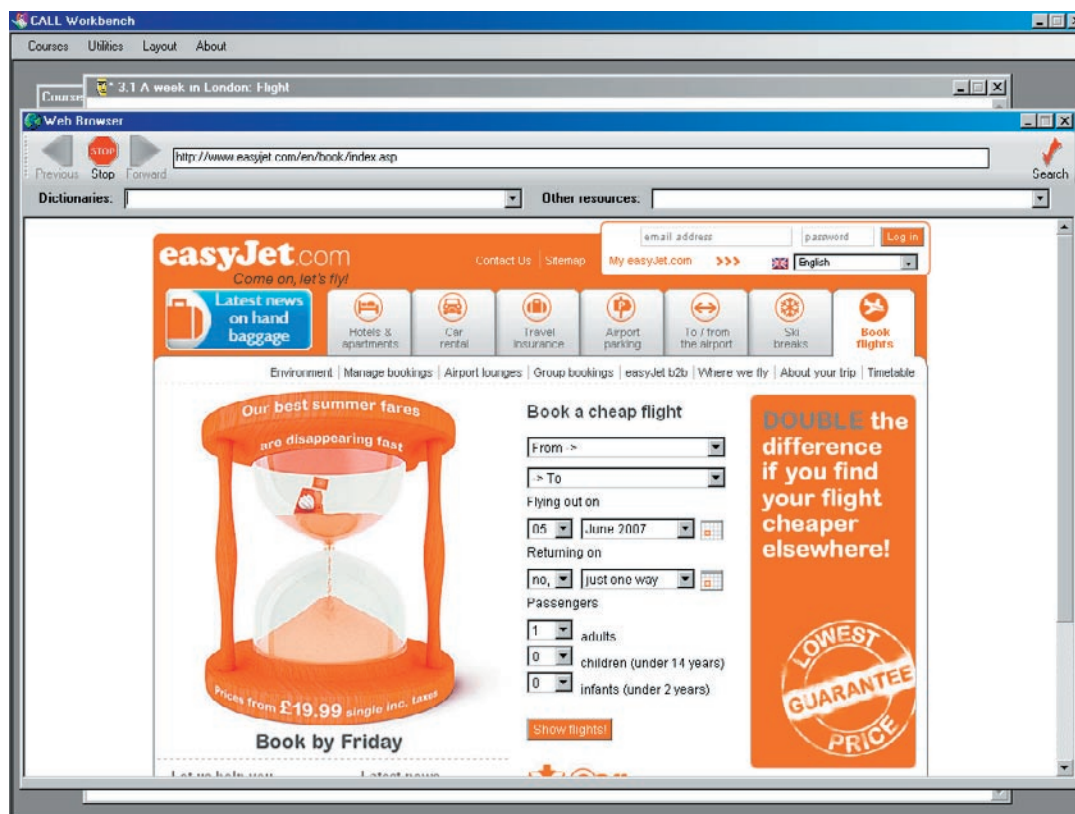 CALL Workbench
Courses Utilities Layout About
3.1 A week in London: Flight
Course
Web Browser
STOP
http://www.easyjet.com/en/book/index.asp
Previous Stop Forward Search
Dictionaries: Other resources:
easyJet.com
Come on, let's fly!
Contact Us | Sitemap
email address password Log in
My easyJet.com >>> English
Latest news
on hand
baggage
Hotels &
apartments
Car
rental
Travel
insurance
Airport
parking
To / from
the airport
Ski
breaks
Book
flights
Environment | Manage bookings | Airport lounges | Group bookings | easyJet b2b | Where we fly | About your trip | Timetable
Our best summer fares
are disappearing fast
Prices from £19.99 single inc. taxes
Book by Friday
Book a cheap flight
From ->
-> To
Flying out on
05 June 2007
Returning on
no, just one way
Passengers
1 adults
0 children (under 14 years)
0 infants (under 2 years)
Show flights!
DOUBLE the
difference
if you find
your flight
cheaper
elsewhere!
LOWEST
GUARANTEE
PRICE
Let us help you Latest news